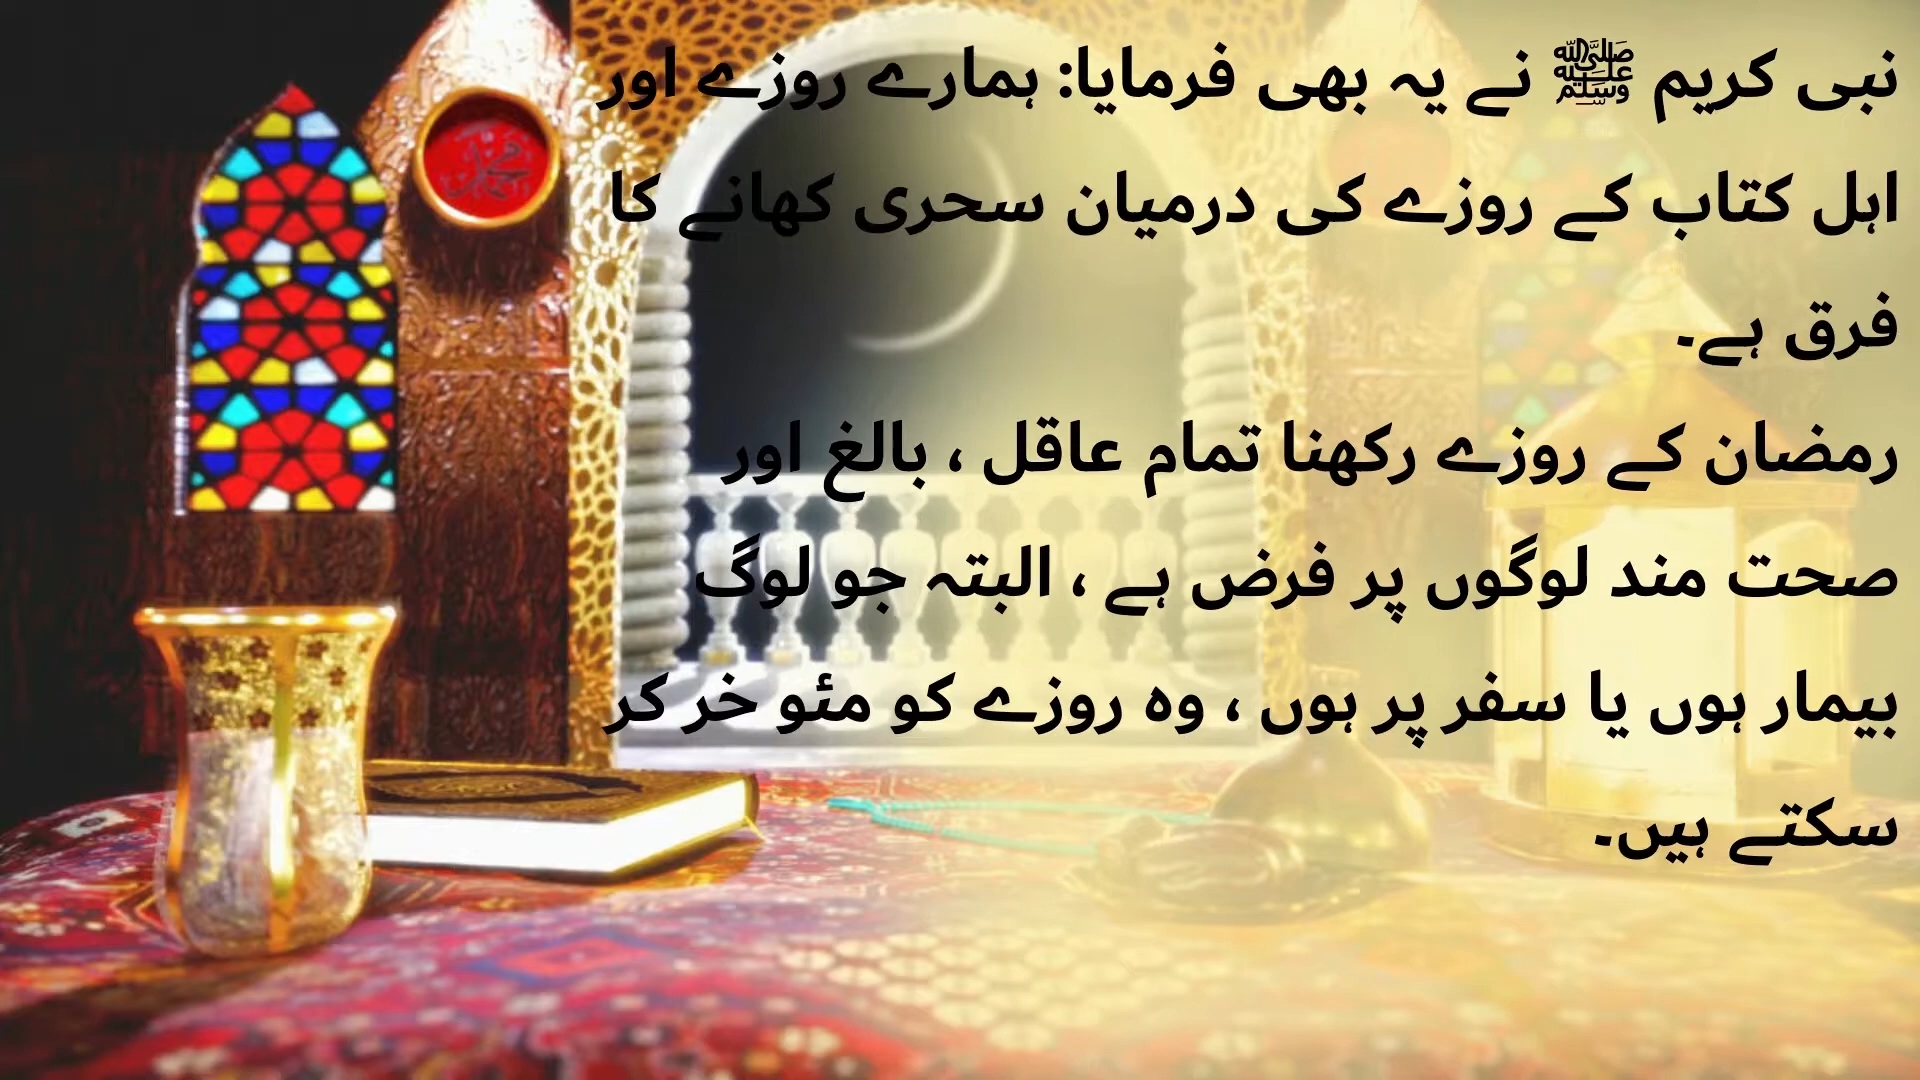 نبی کریم ﷺ نے یہ بھی فرمایا: ہمارے روزے اور
اہل کتاب کے روزے کی درمیان سحری کھانے کا
فرق ہے۔
رمضان کے روزے رکھنا تمام عاقل ، بالغ اور
صحت مند لوگوں پر فرض ہے ، البتہ جو لوگ
بیمار ہوں یا سفر پر ہوں ، وہ روزے کو مئو خر کر
سکتے ہیں۔
محمد